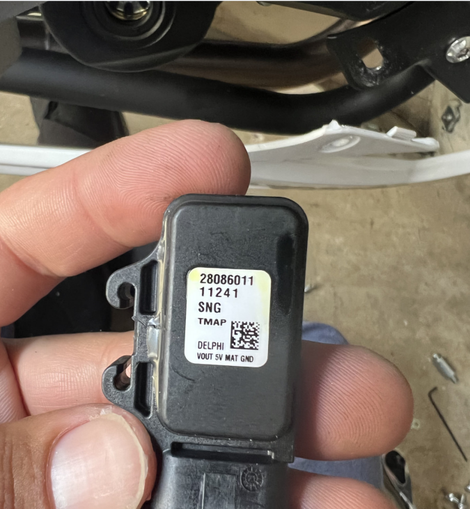 28086011
11241
SNG
TMAP
DELPHI
VOUT 5V MAT GND